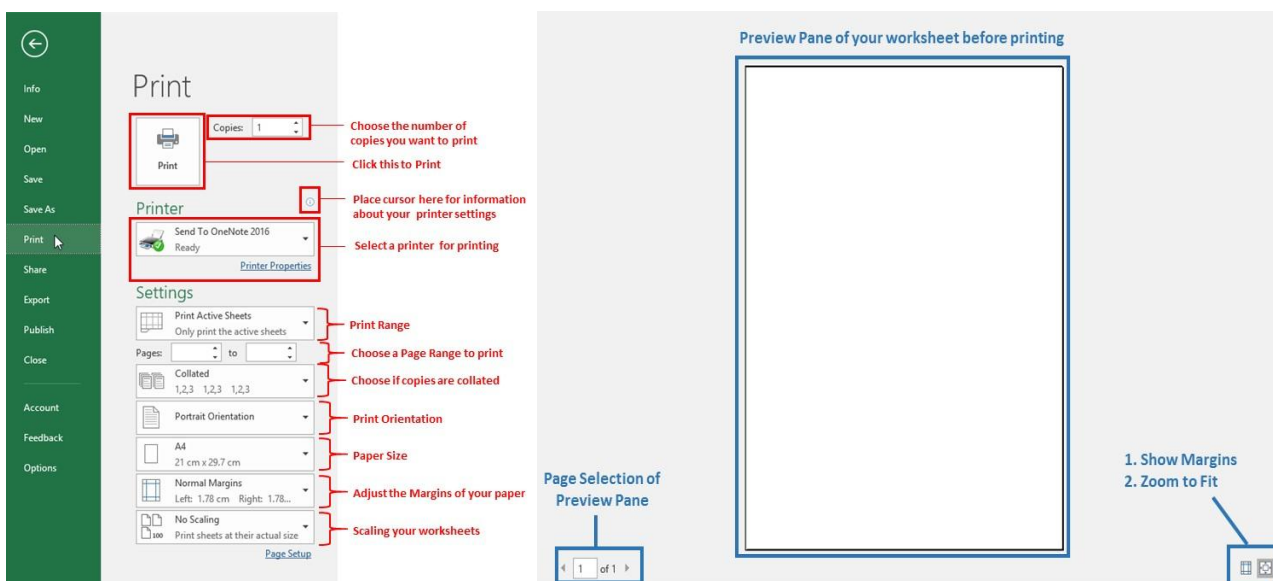 Info
New
Open
Save
Save As
Print
Share
Export
Publish
Close
Account
Feedback
Options
Print
Copies: 1
Print
Choose the number of
copies you want to print
Click this to Print
Printer
Place cursor here for information
about your printer settings
Send To OneNote 2016
Ready
Select a printer for printing
Printer Properties
Settings
Print Active Sheets
Only print the active sheets
Print Range
Pages: to
Choose a Page Range to print
Collated
1,2,3 1,2,3 1,2,3
Choose if copies are collated
Portrait Orientation
Print Orientation
A4
21 cm x 29.7 cm
Paper Size
Normal Margins
Left: 1.78 cm Right: 1.78...
Adjust the Margins of your paper
No Scaling
100 Print sheets at their actual size
Scaling your worksheets
Page Setup
Preview Pane of your worksheet before printing
Page Selection of
Preview Pane
1 of 1
1. Show Margins
2. Zoom to Fit